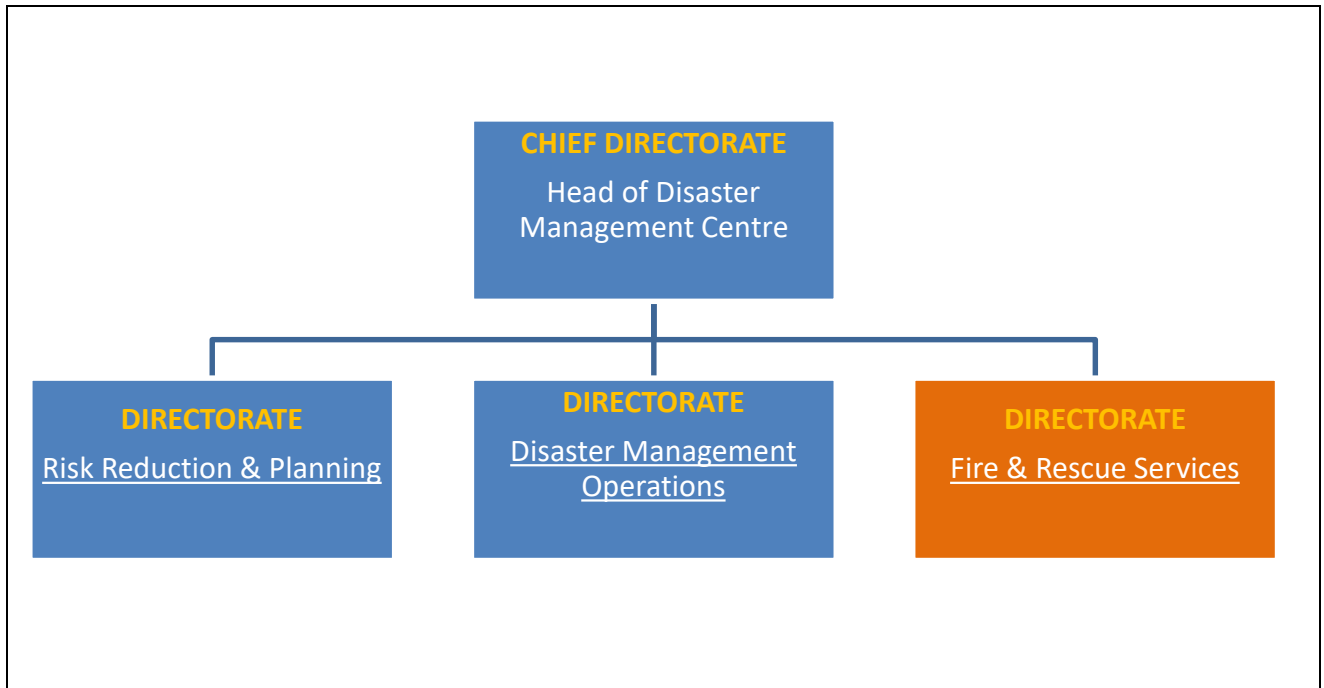 CHIEF DIRECTORATE
Head of Disaster
Management Centre
DIRECTORATE
Risk Reduction & Planning
DIRECTORATE
Disaster Management
Operations
DIRECTORATE
Fire & Rescue Services